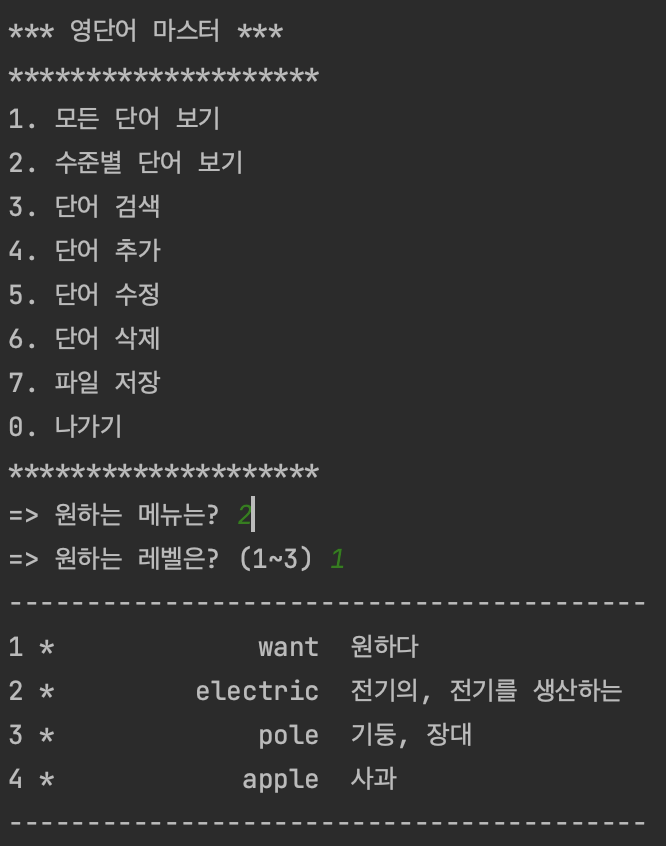 *** 영단어 마스터 ***
********************
1. 모든 단어 보기
2. 수준별 단어 보기
3. 단어 검색
4. 단어 추가
5. 단어 수정
6. 단어 삭제
7. 파일 저장
0. 나가기
********************
=> 원하는 메뉴는? 2
=> 원하는 레벨은? (1~3) 1
------------------------------------------
1 * want 원하다
2 * electric 전기의, 전기를 생산하는
3 * pole 기둥, 장대
4 * apple 사과
------------------------------------------